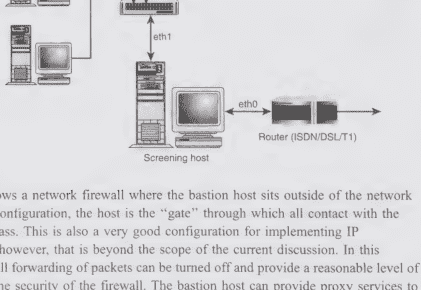 eth1
eth0
Router (ISDN/DSL/T1)
Screening host
ows a network firewall where the bastion host sits outside of the network
onfiguration, the host is the “gate” through which all contact with the
ass. This is also a very good configuration for implementing IP
however, that is beyond the scope of the current discussion. In this
ll forwarding of packets can be turned off and provide a reasonable level of
he security of the firewall. The bastion host can provide proxy services to